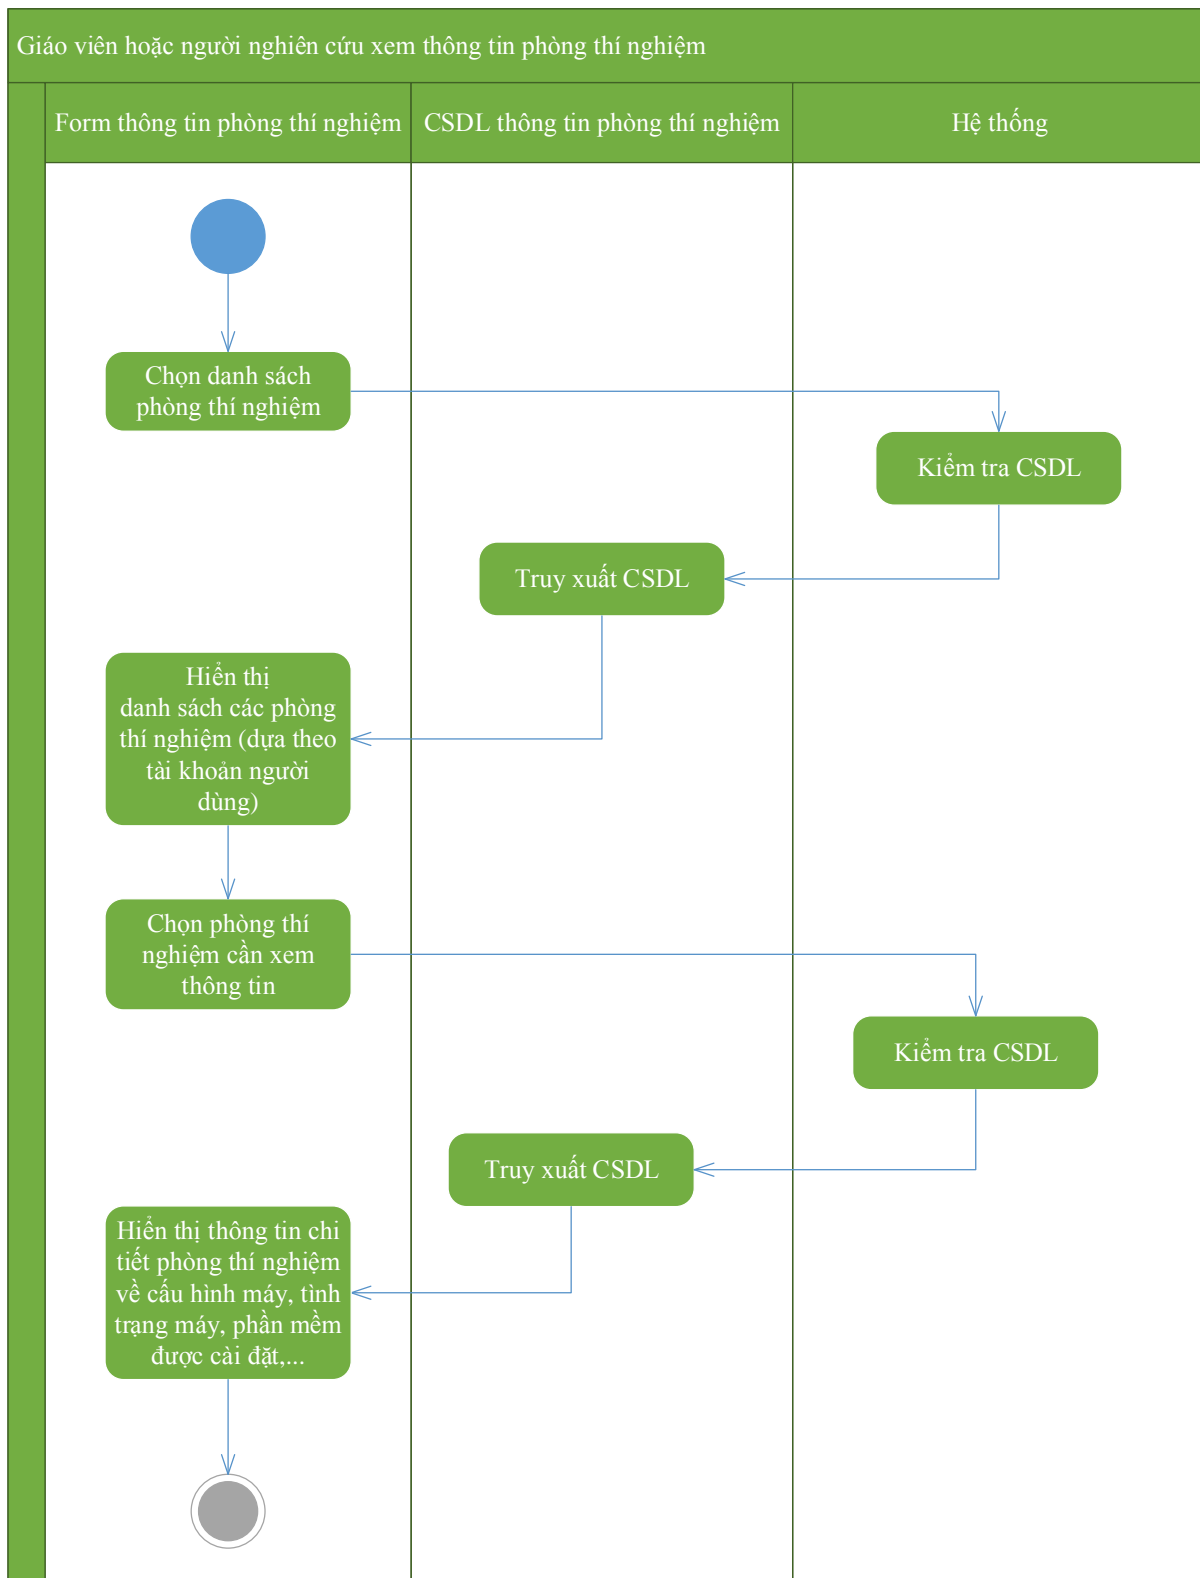 Giáo viên hoặc người nghiên cứu xem thông tin phòng thí nghiệm
Form thông tin phòng thí nghiệm
CSDL thông tin phòng thí nghiệm
Hệ thống
Chọn danh sách
phòng thí nghiệm
Kiểm tra CSDL
Truy xuất CSDL
Hiển thị
danh sách các phòng
thí nghiệm (dựa theo
tài khoản người
dùng)
Chọn phòng thí
nghiệm cần xem
thông tin
Kiểm tra CSDL
Truy xuất CSDL
Hiển thị thông tin chi
tiết phòng thí nghiệm
về cấu hình máy, tình
trạng máy, phần mềm
được cài đặt,...